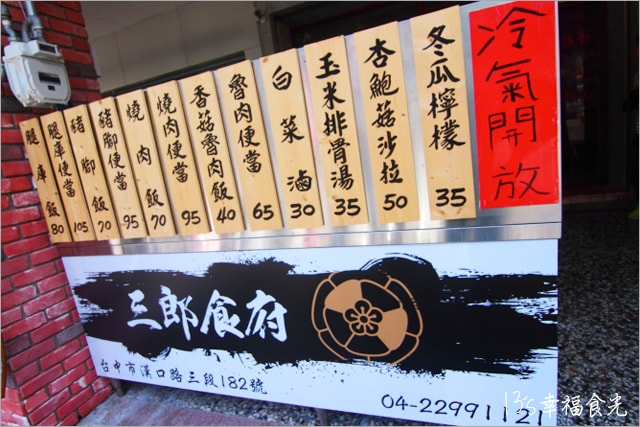 冷氣開放
冬瓜檸檬 35
杏鮑菇沙拉 50
玉米排骨湯 35
白菜滷 30
魯肉便當 65
香菇魯肉飯 40
燒肉便當 95
燒肉飯 70
豬腳便當 95
豬腳飯 70
腿庫便當 105
腿庫飯 80
三郎食府
台中市漢口路三段182號
04-22991121
136幸福食光